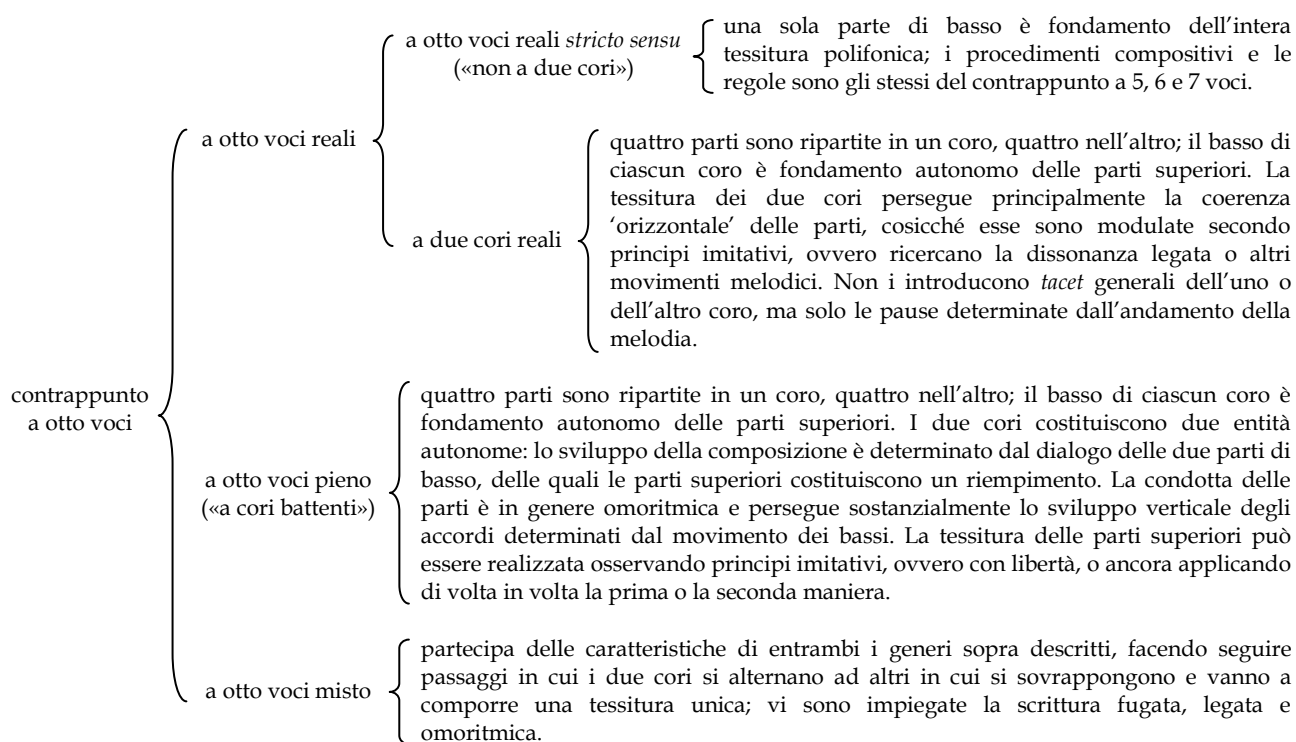 contrappunto
a otto voci
a otto voci reali
a otto voci reali stricto sensu
(«non a due cori»)
una sola parte di basso è fondamento dell’intera
tessitura polifonica; i procedimenti compositivi e le
regole sono gli stessi del contrappunto a 5, 6 e 7 voci.
a due cori reali
quattro parti sono ripartite in un coro, quattro nell’altro; il basso di
ciascun coro è fondamento autonomo delle parti superiori. La
tessitura dei due cori persegue principalmente la coerenza
‘orizzontale’ delle parti, cosicché esse sono modulate secondo
principi imitativi, ovvero ricercano la dissonanza legata o altri
movimenti melodici. Non i introducono tacet generali dell’uno o
dell’altro coro, ma solo le pause determinate dall’andamento della
melodia.
a otto voci pieno
(«a cori battenti»)
quattro parti sono ripartite in un coro, quattro nell’altro; il basso di ciascun coro è
fondamento autonomo delle parti superiori. I due cori costituiscono due entità
autonome: lo sviluppo della composizione è determinato dal dialogo delle due parti di
basso, delle quali le parti superiori costituiscono un riempimento. La condotta delle
parti è in genere omoritmica e persegue sostanzialmente lo sviluppo verticale degli
accordi determinati dal movimento dei bassi. La tessitura delle parti superiori può
essere realizzata osservando principi imitativi, ovvero con libertà, o ancora applicando
di volta in volta la prima o la seconda maniera.
a otto voci misto
partecipa delle caratteristiche di entrambi i generi sopra descritti, facendo seguire
passaggi in cui i due cori si alternano ad altri in cui si sovrappongono e vanno a
comporre una tessitura unica; vi sono impiegate la scrittura fugata, legata e
omoritmica.